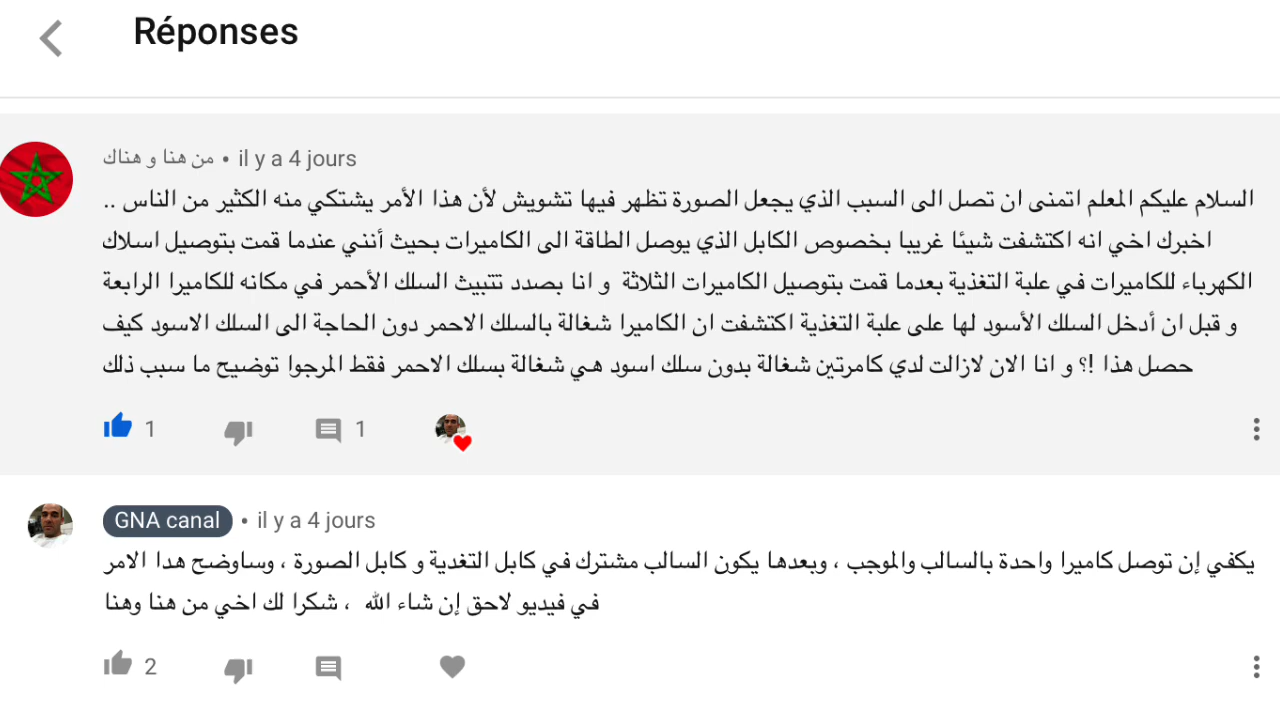 Réponses
من هنا و هناك • il y a 4 jours
السلام عليكم المعلم اتمنى ان تصل الى السبب الذي يجعل الصورة تظهر فيها تشويش لأن هذا الأمر يشتكي منه الكثير من الناس ..
اخبرك اخي انه اكتشفت شيئا غريبا بخصوص الكابل الذي يوصل الطاقة الى الكاميرات بحيث أنني عندما قمت بتوصيل اسلاك
الكهرباء للكاميرات في علبة التغذية بعدما قمت بتوصيل الكاميرات الثلاثة و انا بصدد تتبيث السلك الأحمر في مكانه للكاميرا الرابعة
و قبل ان أدخل السلك الأسود لها على علبة التغذية اكتشفت ان الكاميرا شغالة بالسلك الاحمر دون الحاجة الى السلك الاسود كيف
حصل هذا !؟ و انا الان لازالت لدي كامرتين شغالة بدون سلك اسود هي شغالة بسلك الاحمر فقط المرجوا توضيح ما سبب ذلك
1 1
GNA canal • il y a 4 jours
يكفي إن توصل كاميرا واحدة بالسالب والموجب ، وبعدها يكون السالب مشترك في كابل التغدية و كابل الصورة ، وساوضح هدا الامر
في فيديو لاحق إن شاء الله ، شكرا لك اخي من هنا وهنا
2